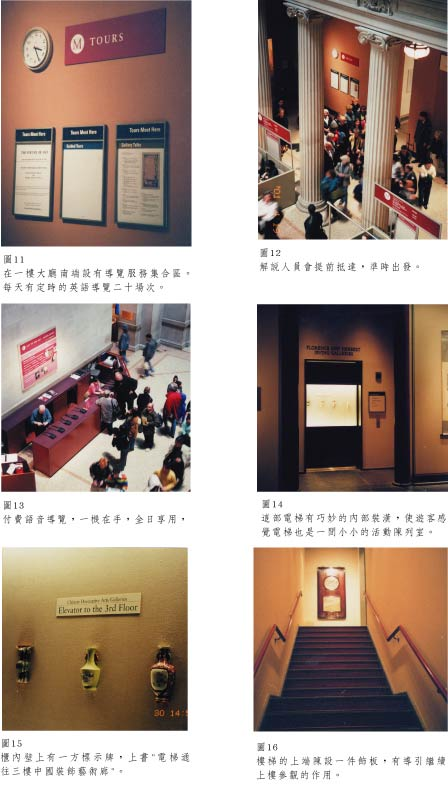 M TOURS
Tours Meet Here
Tours Meet Here
Tours Meet Here
Guided Tours
Gallery Talks
圖11
在一樓大廳南端設有導覽服務集合區。
每天有定時的英語導覽二十場次。
圖12
解說人員會提前抵達，準時出發。
圖13
付費語音導覽，一機在手，全日享用，
FLORENCE AND HERBERT
IRVING GALLERIES
圖14
這部電梯有巧妙的內部裝潢，使遊客感
覺電梯也是一間小小的活動陳列室。
Chinese Decorative Arts Galleries
Elevator to the 3rd Floor
30 14:5
圖15
櫃內壁上有一方標示牌，上書"電梯通
往三樓中國裝飾藝術廊"。
圖16
樓梯的上端陳設一件飾板，有導引繼續
上樓參觀的作用。